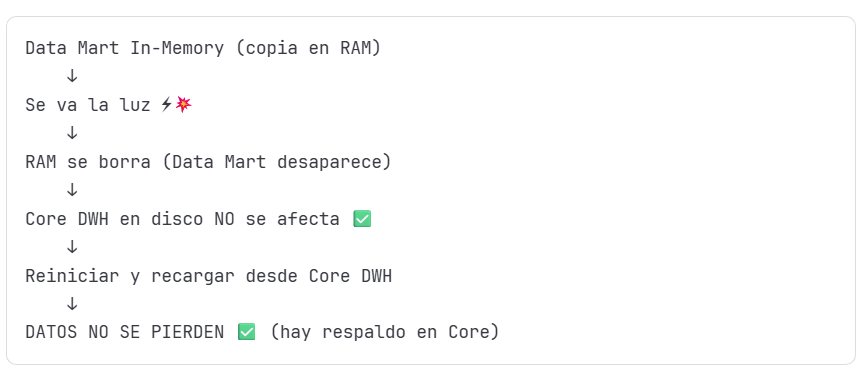 Data Mart In-Memory (copia en RAM)
↓
Se va la luz ⚡💥
↓
RAM se borra (Data Mart desaparece)
↓
Core DWH en disco NO se afecta ✅
↓
Reiniciar y recargar desde Core DWH
↓
DATOS NO SE PIERDEN ✅ (hay respaldo en Core)